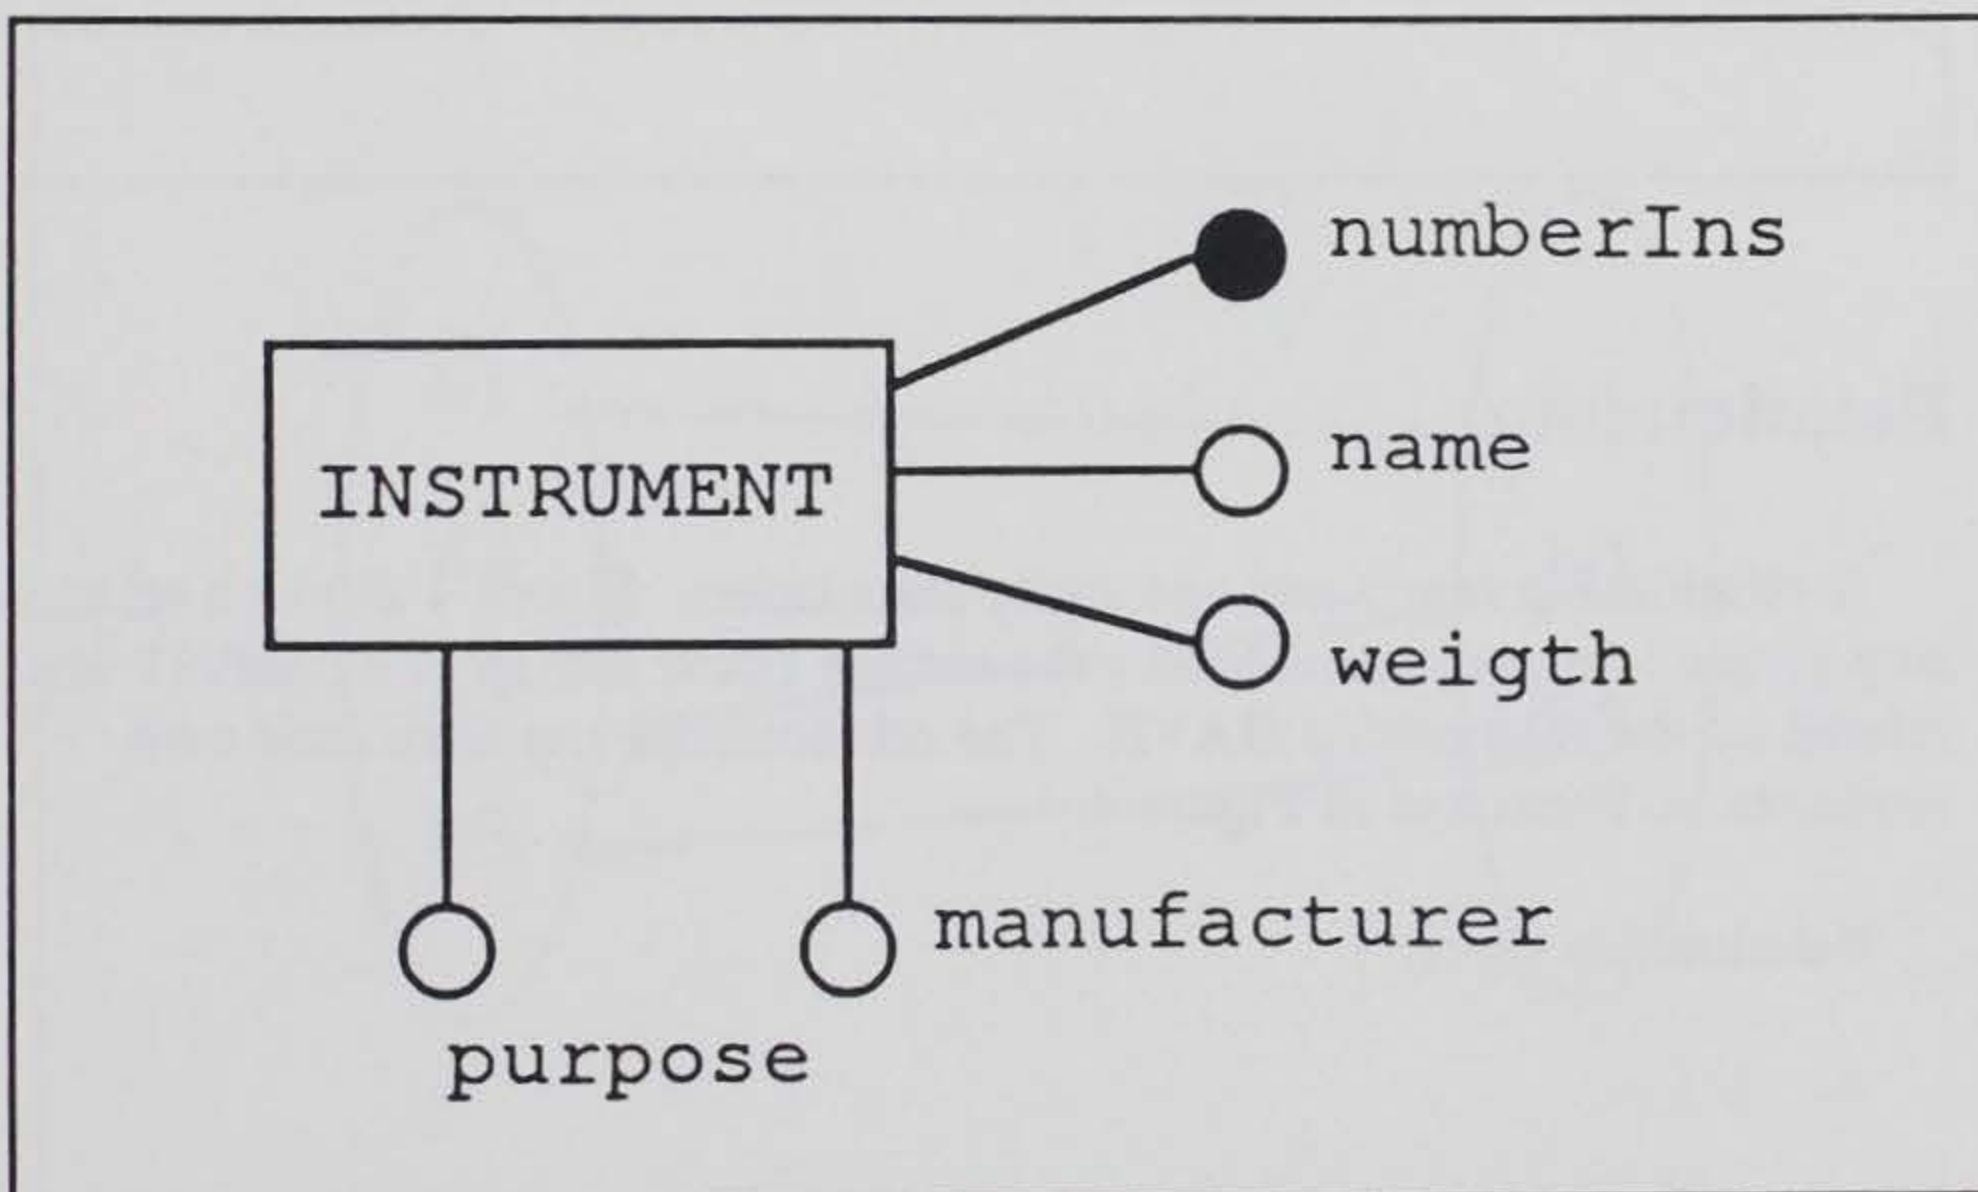 numberIns
name
INSTRUMENT
weigth
manufacturer
purpose